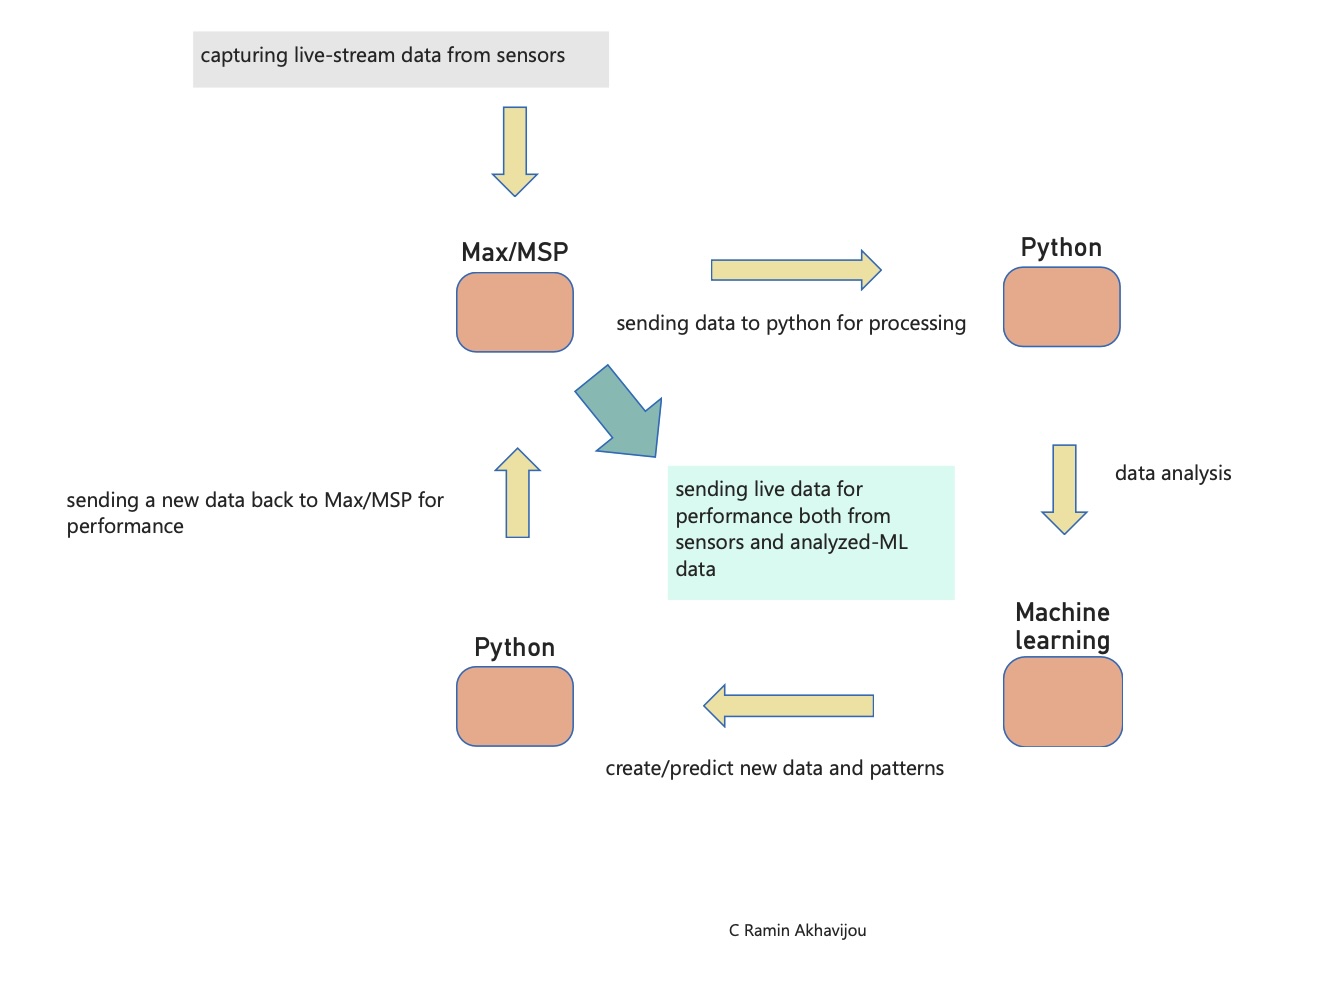 capturing live-stream data from sensors
Max/MSP
Python
sending data to python for processing
data analysis
sending a new data back to Max/MSP for
performance
sending live data for
performance both from
sensors and analyzed-ML
data
Machine
learning
Python
create/predict new data and patterns
C Ramin Akhavijou